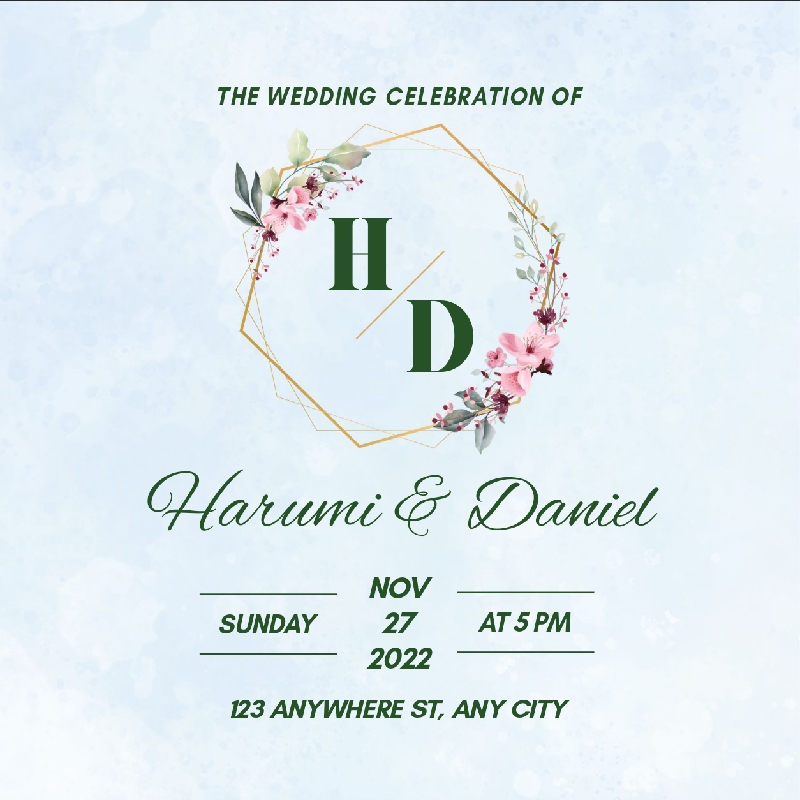 THE WEDDING CELEBRATION OF
H
D
Harumi & Daniel
NOV
SUNDAY 27 AT 5 PM
2022
123 ANYWHERE ST, ANY CITY